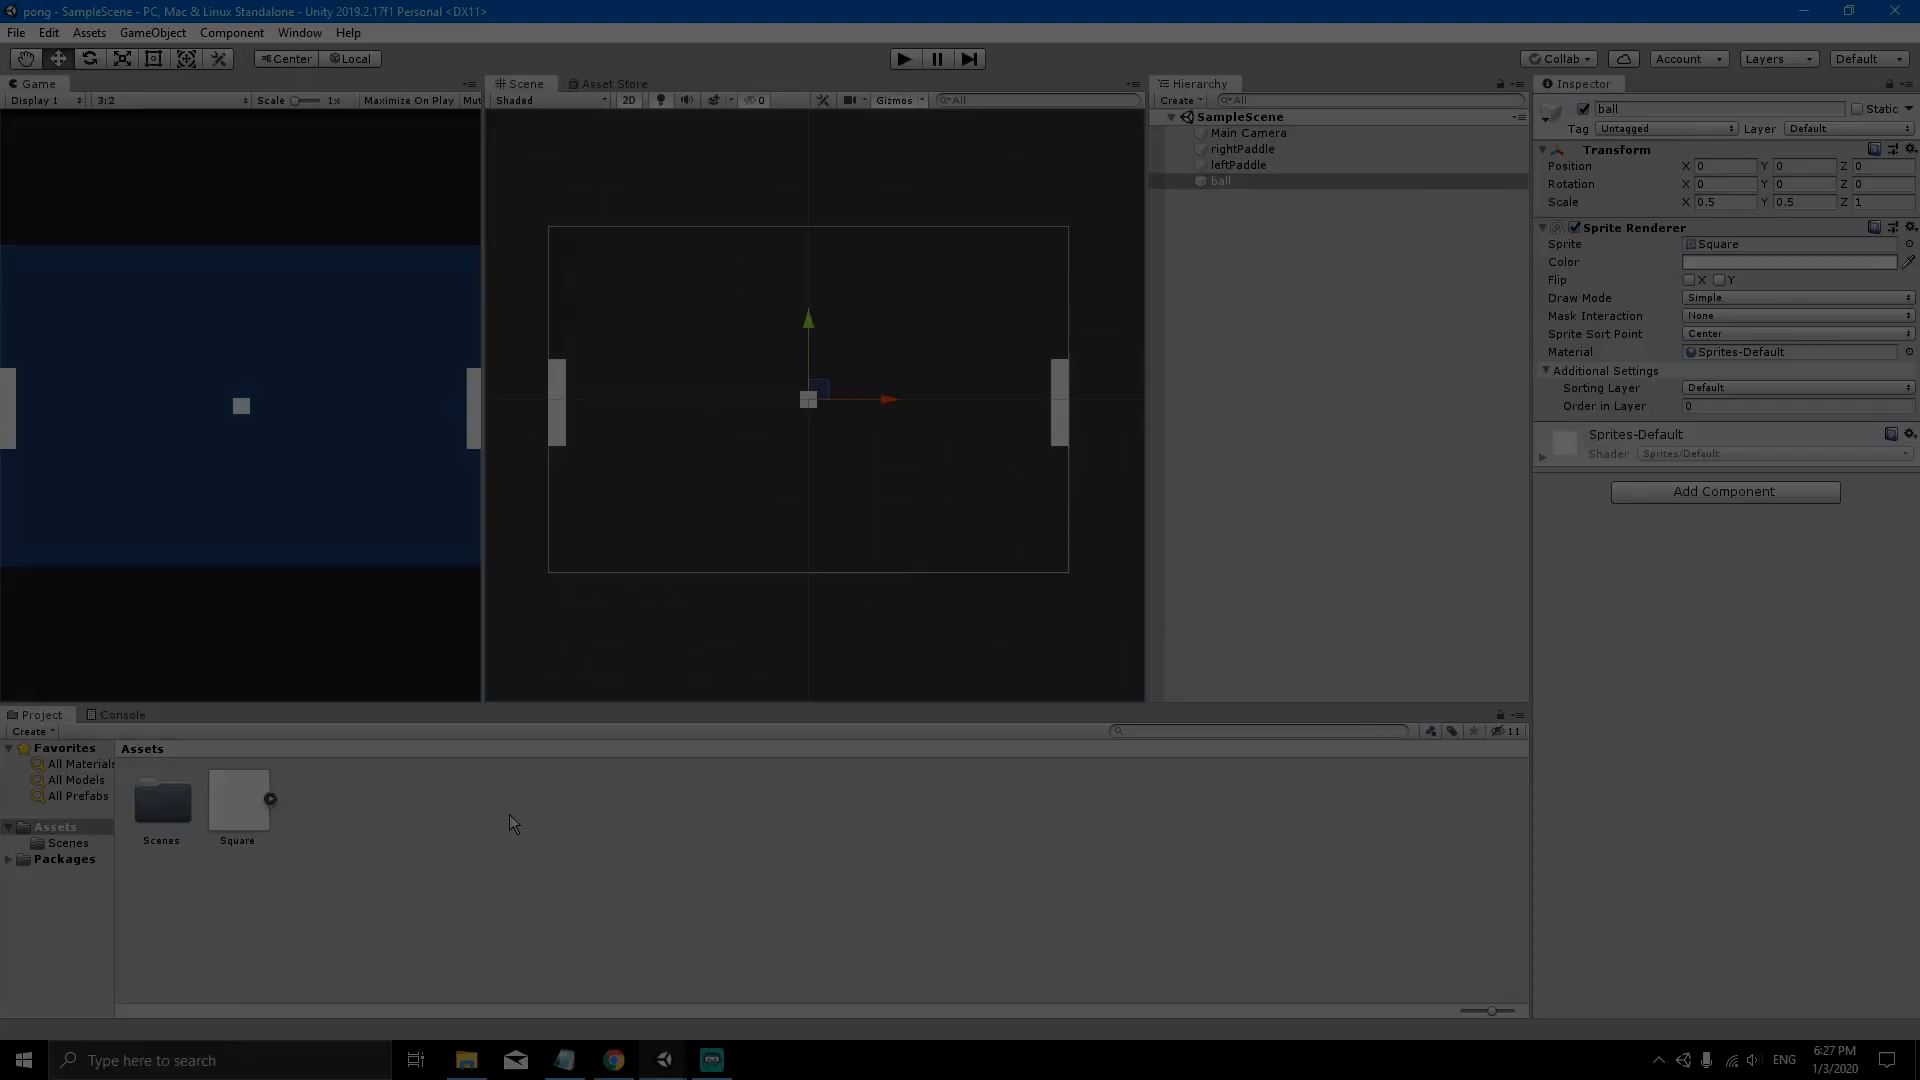 pong - SampleScene - PC, Mac & Linux Standalone - Unity 2019.2.17f1 Personal <DX11>
File Edit Assets GameObject Component Window Help
Center Local Collab Account Layers Default
Game Scene Asset Store Hierarchy Inspector
Display 1 3:2 Scale 1x Maximize On Play Mut Shaded 2D 0 Gizmos All Create All
ball Static
Tag Untagged Layer Default
SampleScene
Main Camera
rightPaddle
leftPaddle
ball
Transform
Position X 0 Y 0 Z 0
Rotation X 0 Y 0 Z 0
Scale X 0.5 Y 0.5 Z 1
Sprite Renderer
Sprite Square
Color
Flip X Y
Draw Mode Simple
Mask Interaction None
Sprite Sort Point Center
Material Sprites-Default
Additional Settings
Sorting Layer Default
Order in Layer 0
Sprites-Default
Shader Sprites/Default
Add Component
Project Console
Create 11
Favorites
All Materials
All Models
All Prefabs
Assets
Scenes
Packages
Assets
Scenes Square
Type here to search
ENG
6:27 PM
1/3/2020